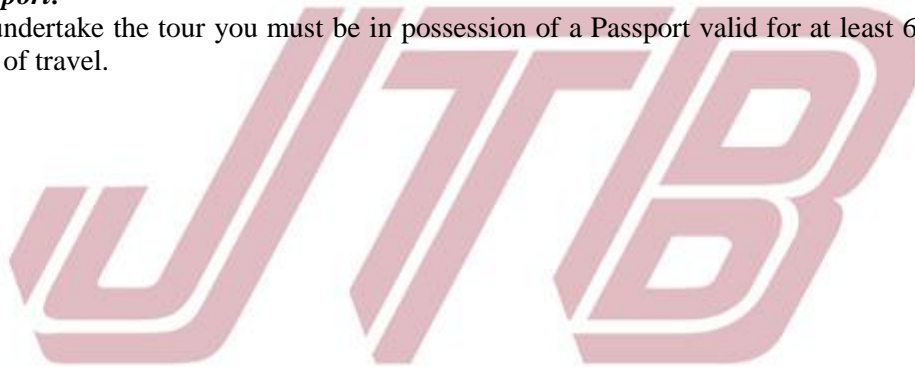 port:
undertake the tour you must be in possession of a Passport valid for at least 6
of travel.
JTB